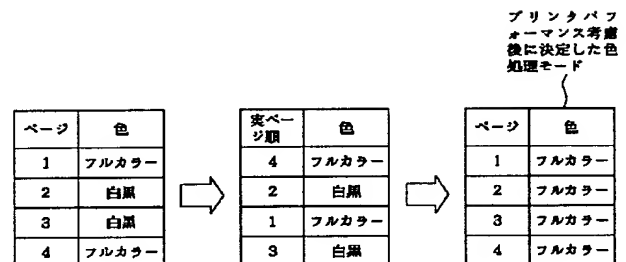 プリンタパフ
ォーマンス考慮
後に決定した色
処理モード
ページ 色
1 フルカラー
2 白黒
3 白黒
4 フルカラー
実ペー
ジ順 色
4 フルカラー
2 白黒
1 フルカラー
3 白黒
ページ 色
1 フルカラー
2 フルカラー
3 フルカラー
4 フルカラー